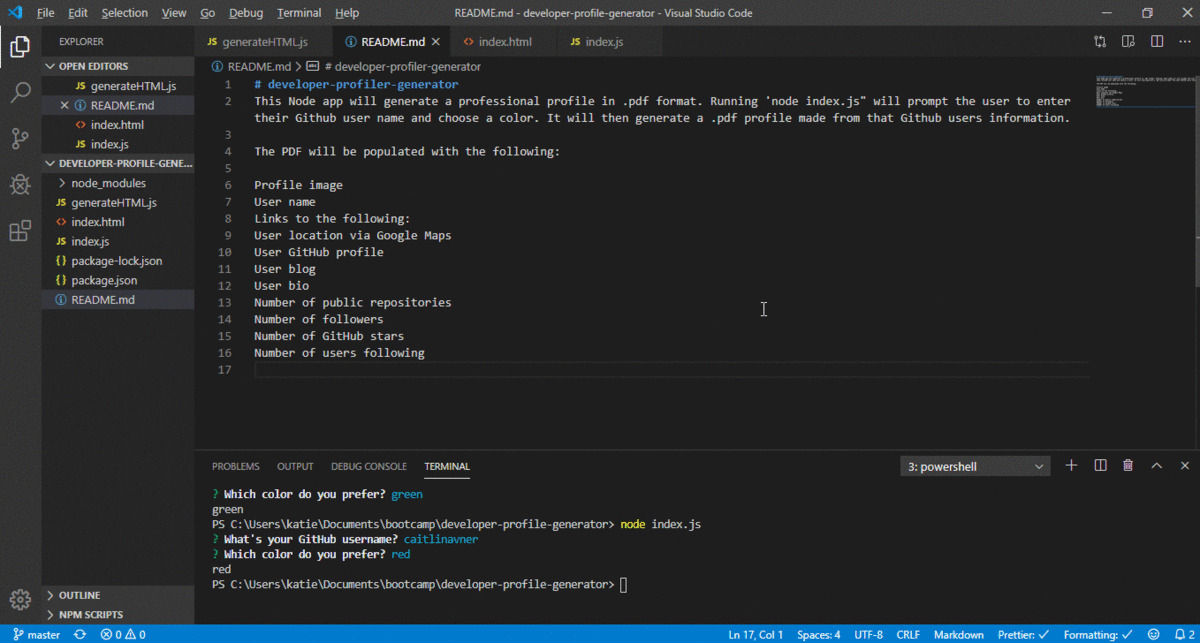 File Edit Selection View Go Debug Terminal Help
README.md - developer-profile-generator - Visual Studio Code
EXPLORER
OPEN EDITORS
JS generateHTML.js
README.md
<> index.html
JS index.js
DEVELOPER-PROFILE-GENE...
node_modules
JS generateHTML.js
<> index.html
JS index.js
{} package-lock.json
{} package.json
README.md
OUTLINE
NPM SCRIPTS
JS generateHTML.js
README.md
<> index.html
JS index.js
README.md > # developer-profiler-generator
1 # developer-profiler-generator
2 This Node app will generate a professional profile in .pdf format. Running 'node index.js" will prompt the user to enter
their Github user name and choose a color. It will then generate a .pdf profile made from that Github users information.
3
4 The PDF will be populated with the following:
5
6 Profile image
7 User name
8 Links to the following:
9 User location via Google Maps
10 User GitHub profile
11 User blog
12 User bio
13 Number of public repositories
14 Number of followers
15 Number of GitHub stars
16 Number of users following
17
PROBLEMS OUTPUT DEBUG CONSOLE TERMINAL
3: powershell
? Which color do you prefer? green
green
PS C:\Users\katie\Documents\bootcamp\developer-profile-generator> node index.js
? What's your GitHub username? caitlinavner
? Which color do you prefer? red
red
PS C:\Users\katie\Documents\bootcamp\developer-profile-generator>
master 0 0
Ln 17, Col 1 Spaces: 4 UTF-8 CRLF Markdown Prettier: ✓ Formatting: ✓ 2